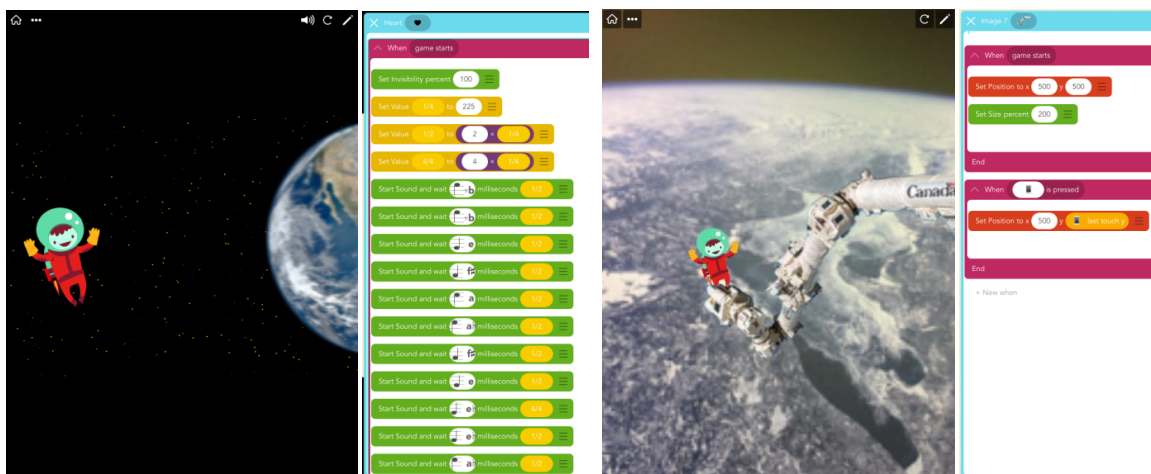 Heart
When game starts
Set Invisibility percent 100
Set Value 1/4 to 225
Set Value 1/2 to 2 × 1/4
Set Value 4/4 to 4 × 1/4
Start Sound and wait b milliseconds 1/2
Start Sound and wait b milliseconds 1/2
Start Sound and wait e milliseconds 1/2
Start Sound and wait f# milliseconds 1/2
Start Sound and wait a milliseconds 1/2
Start Sound and wait a milliseconds 1/2
Start Sound and wait f# milliseconds 1/2
Start Sound and wait e milliseconds 1/2
Start Sound and wait e milliseconds 4/4
Start Sound and wait e milliseconds 1/2
Start Sound and wait a milliseconds 1/2
Canada
Image 7
When game starts
Set Position to x 500 y 500
Set Size percent 200
End
When is pressed
Set Position to x 500 y last touch y
End
+ New when